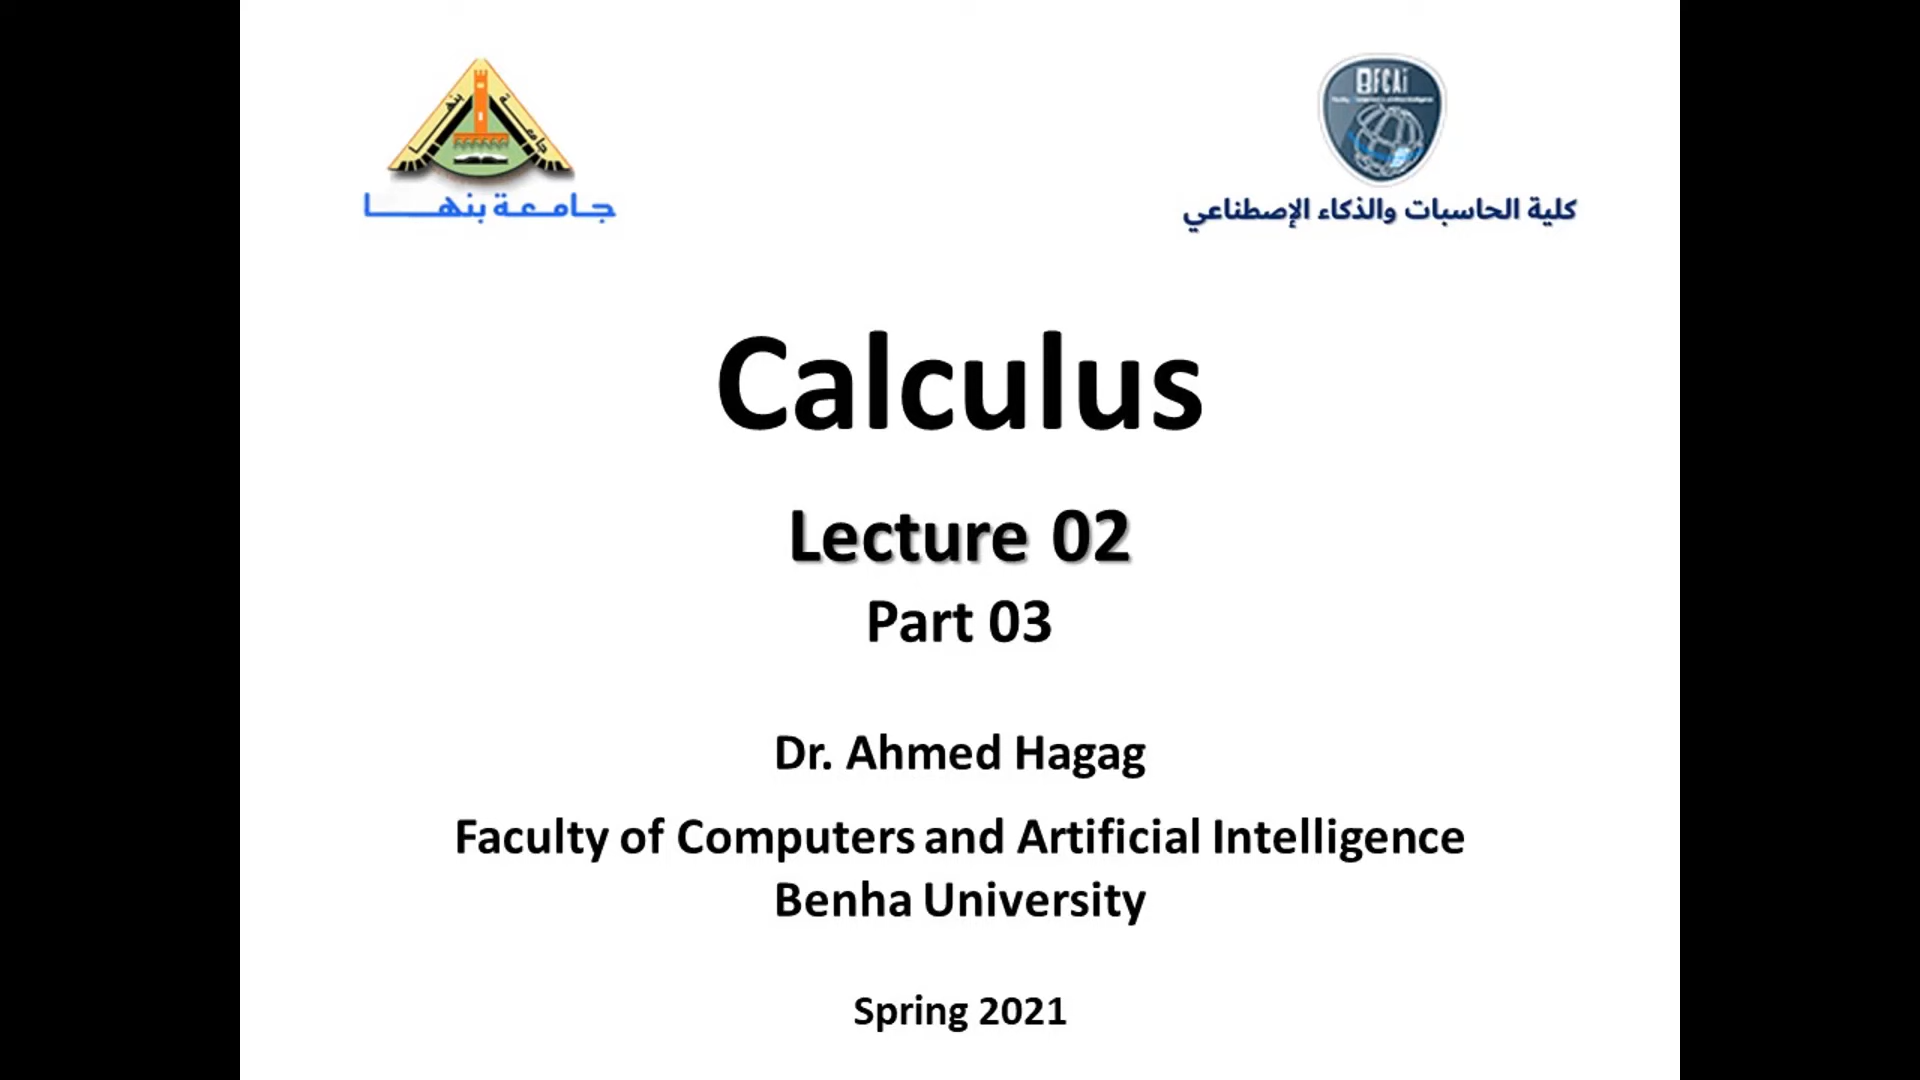 جامعة بنها
BFCAi
كلية الحاسبات والذكاء الإصطناعي
Calculus
Lecture 02
Part 03
Dr. Ahmed Hagag
Faculty of Computers and Artificial Intelligence
Benha University
Spring 2021